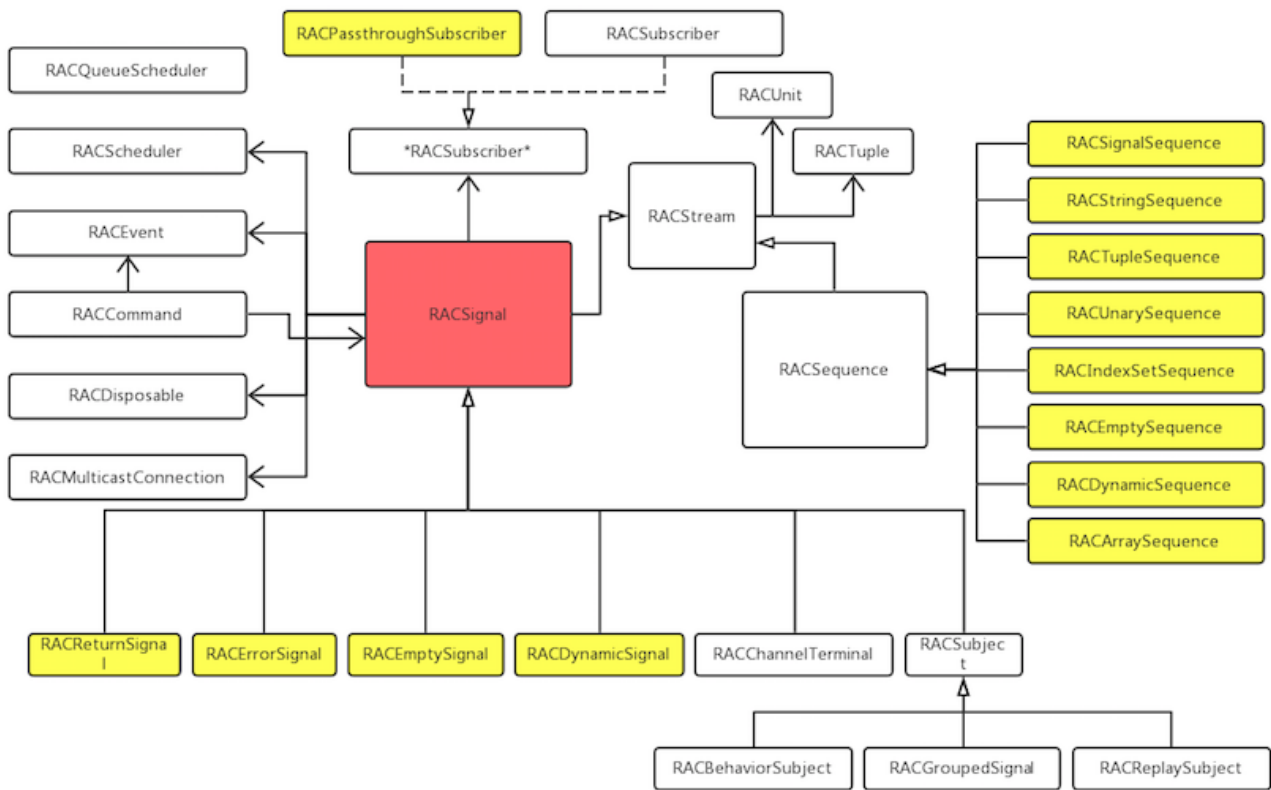 RACPassthroughSubscriber
RACSubscriber
RACQueueScheduler
RACUnit
RACScheduler
*RACSubscriber*
RACTuple
RACSignalSequence
RACStringSequence
RACStream
RACEvent
RACTupleSequence
RACCommand
RACSignal
RACUnarySequence
RACSequence
RACIndexSetSequence
RACDisposable
RACEmptySequence
RACMulticastConnection
RACDynamicSequence
RACArraySequence
RACReturnSigna
l
RACErrorSignal
RACEmptySignal
RACDynamicSignal
RACChannelTerminal
RACSubjec
t
RACBehaviorSubject
RACGroupedSignal
RACReplaySubject